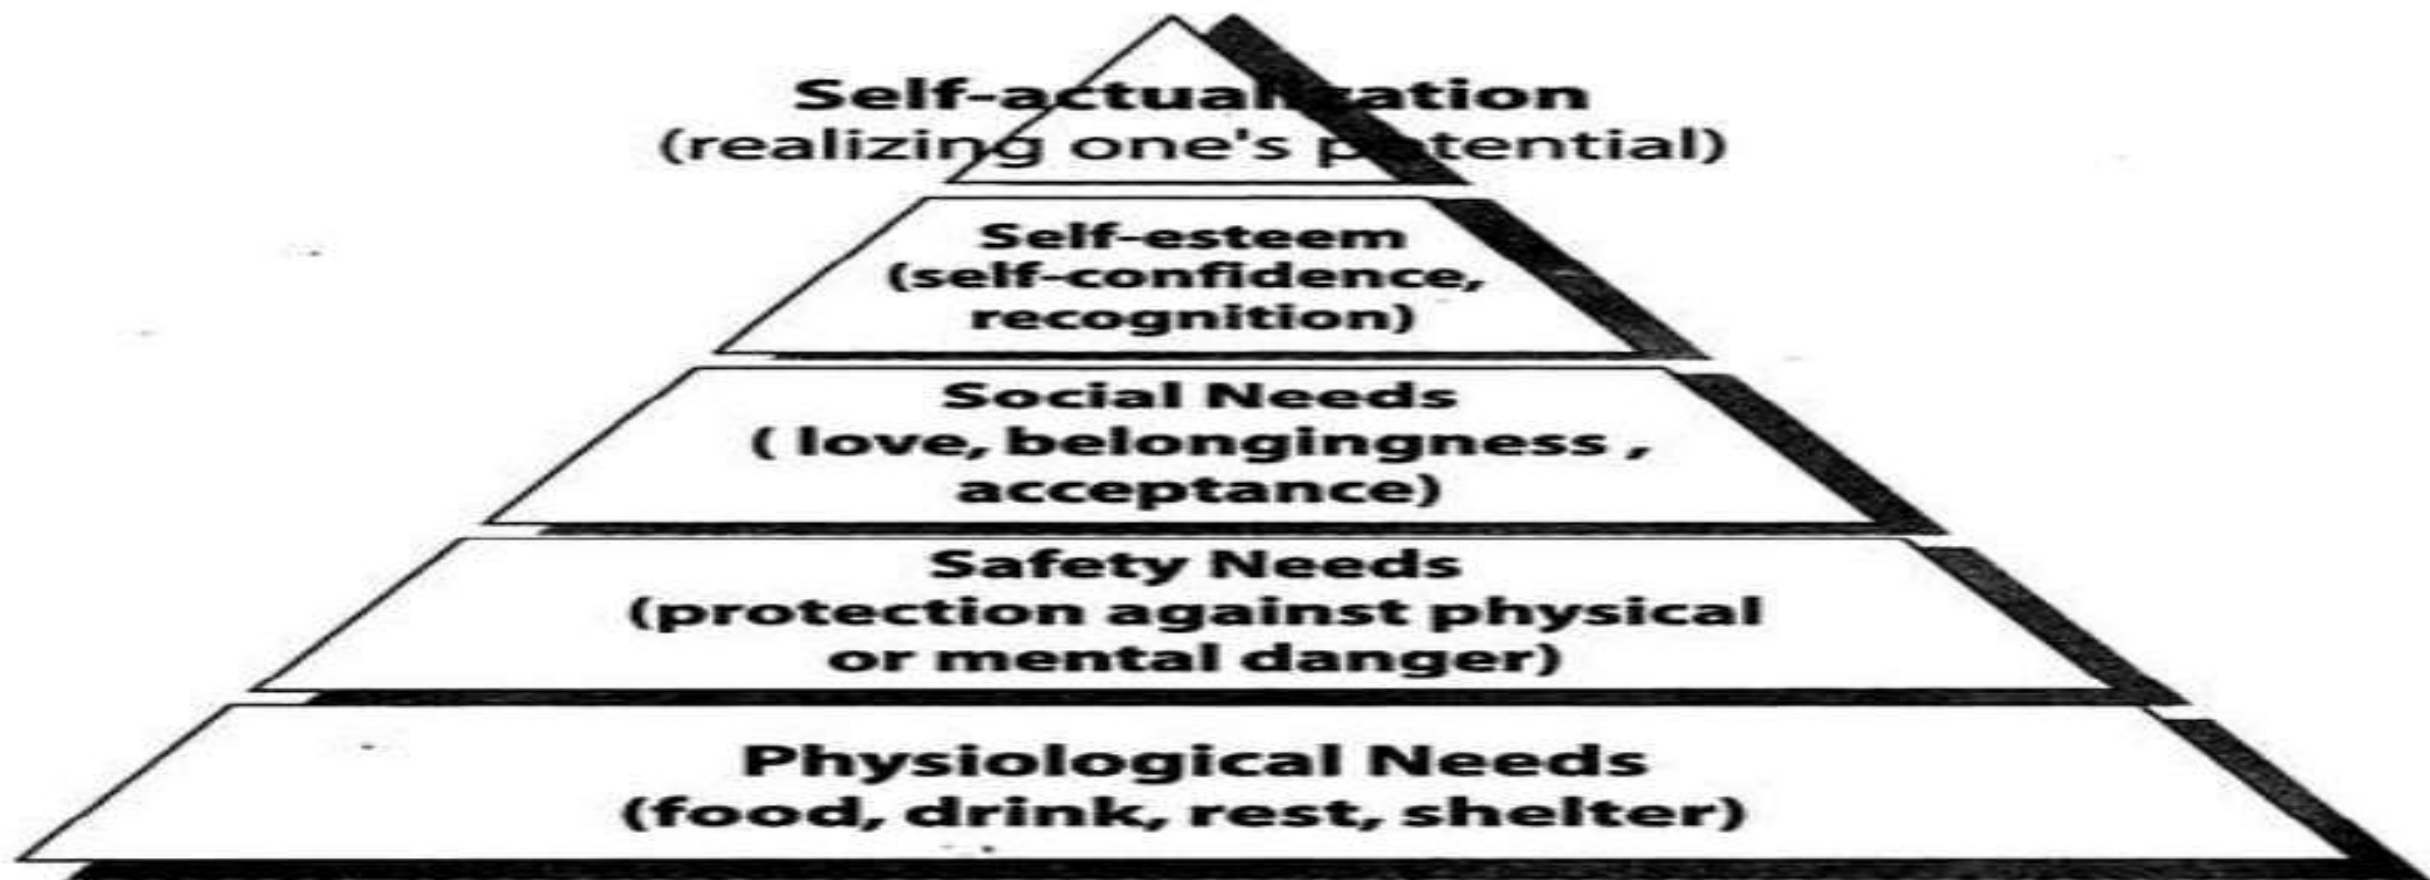 Self-actualization
(realizing one's potential)
Self-esteem
(self-confidence,
recognition)
Social Needs
( love, belongingness ,
acceptance)
Safety Needs
(protection against physical
or mental danger)
Physiological Needs
(food, drink, rest, shelter)